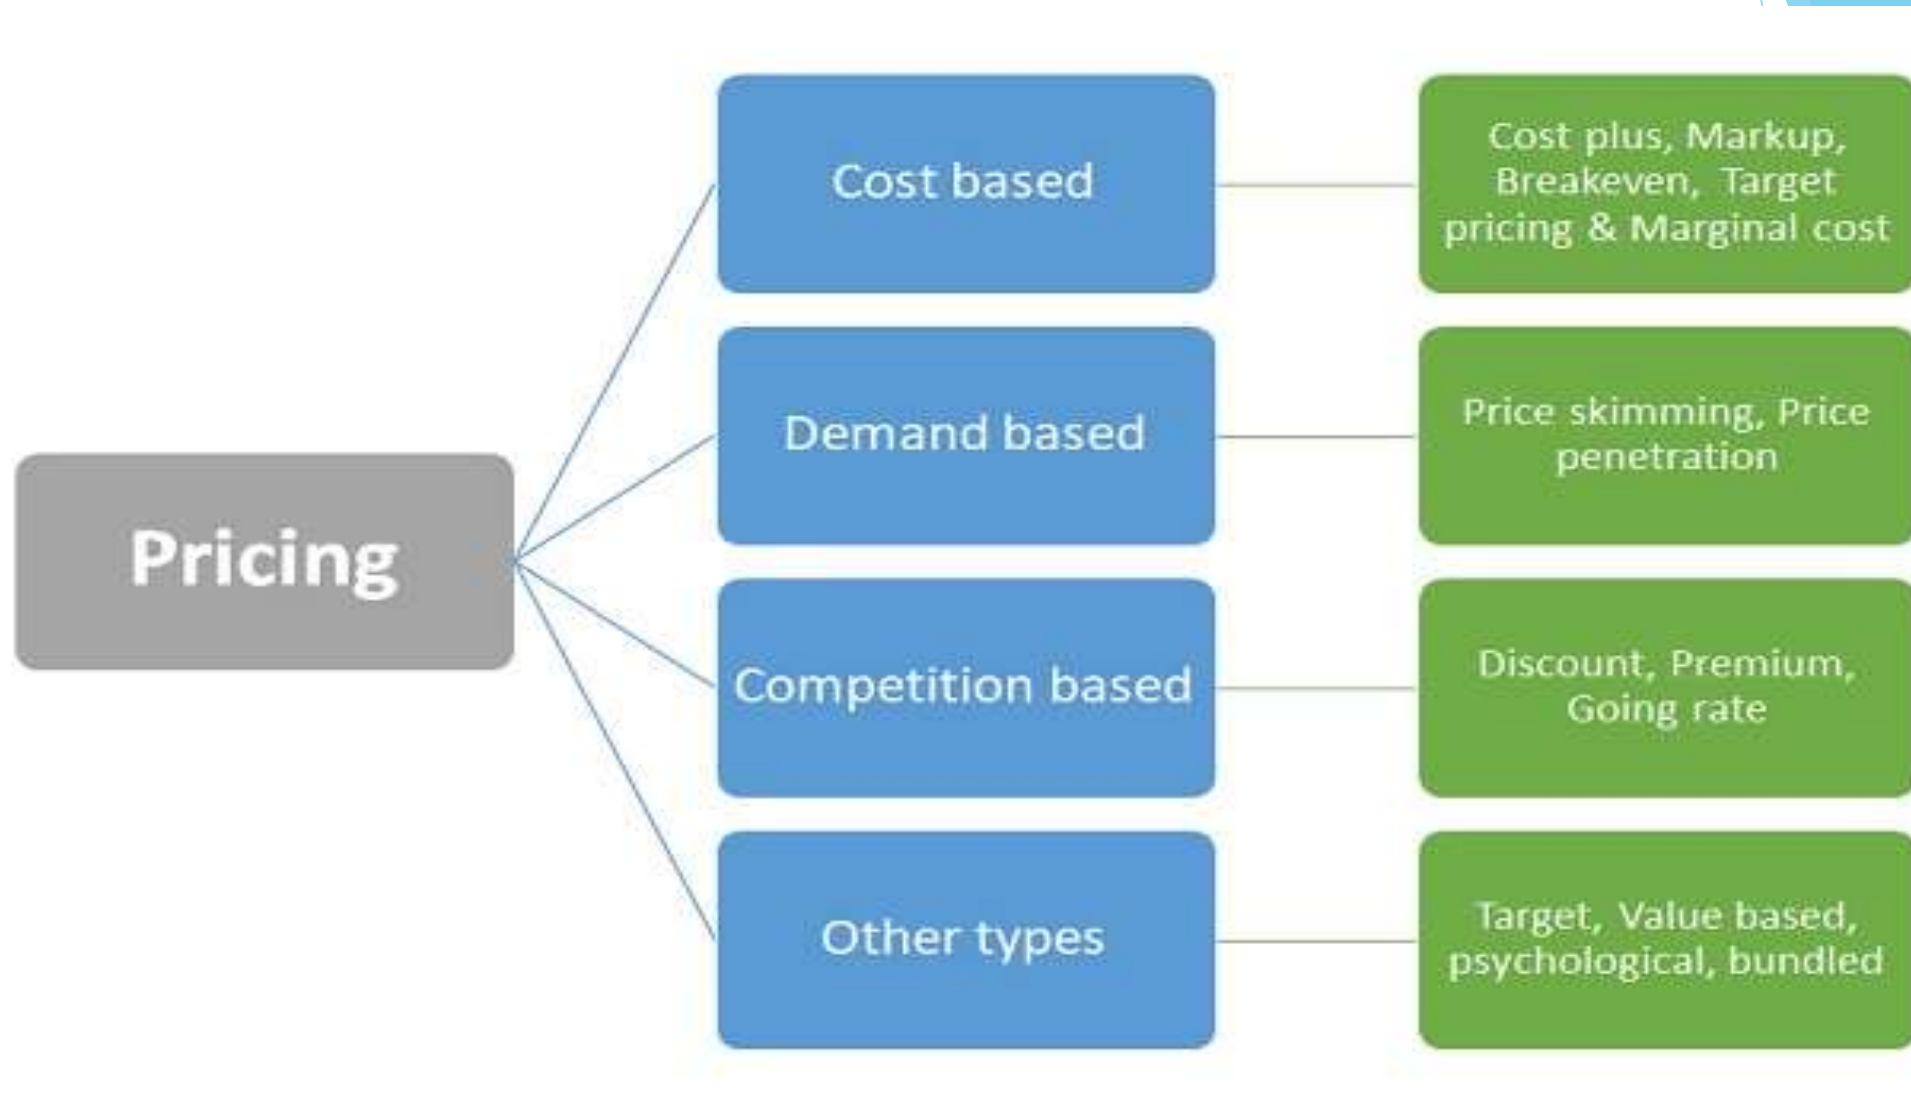 Pricing
Cost based
Cost plus, Markup,
Breakeven, Target
pricing & Marginal cost
Demand based
Price skimming, Price
penetration
Competition based
Discount, Premium,
Going rate
Other types
Target, Value based,
psychological, bundled